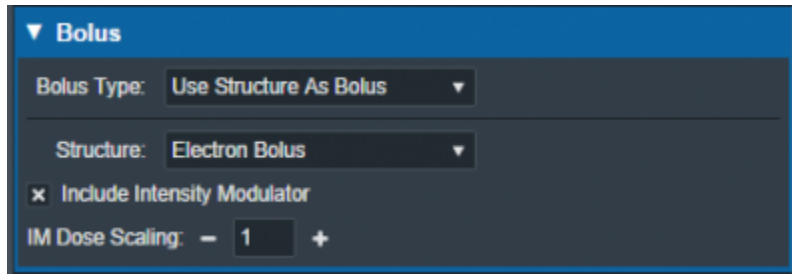 Bolus
Bolus Type: Use Structure As Bolus
Structure: Electron Bolus
Include Intensity Modulator
IM Dose Scaling: − 1 +